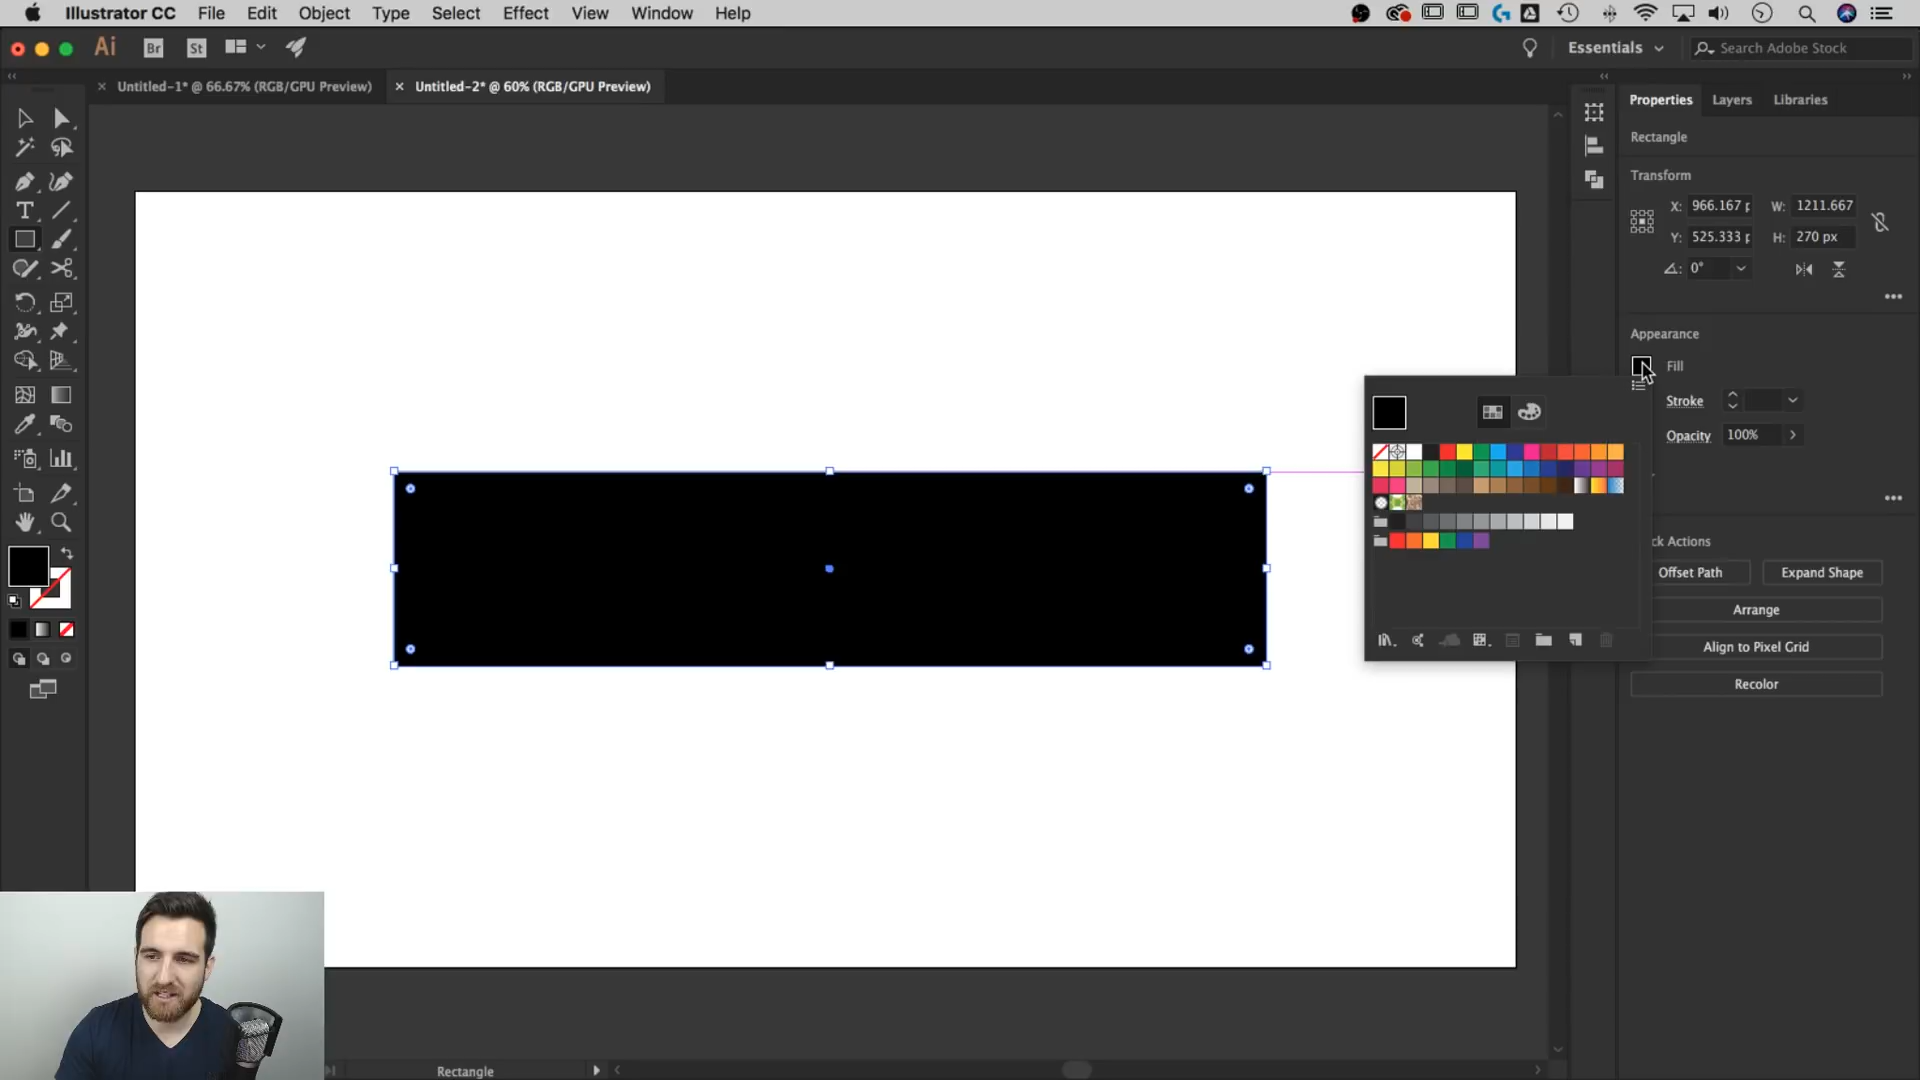 Illustrator CC File Edit Object Type Select Effect View Window Help
Ai Br St Essentials Search Adobe Stock
Untitled-1* @ 66.67% (RGB/GPU Preview) Untitled-2* @ 60% (RGB/GPU Preview)
Properties Layers Libraries
Rectangle
Transform
X: 966.167 p W: 1211.667
Y: 525.333 p H: 270 px
0°
Appearance
Fill
Stroke
Opacity 100%
ck Actions
Offset Path Expand Shape
Arrange
Align to Pixel Grid
Recolor
Rectangle